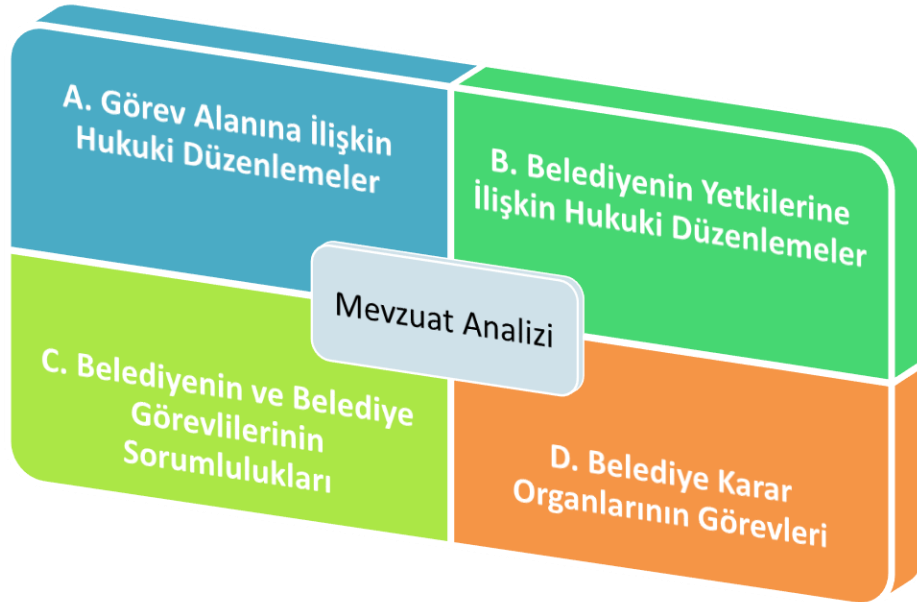 A. Görev Alanına İlişkin
Hukuki Düzenlemeler
B. Belediyenin Yetkilerine
İlişkin Hukuki Düzenlemeler
Mevzuat Analizi
C. Belediyenin ve Belediye
Görevlilerinin
Sorumlulukları
D. Belediye Karar
Organlarının Görevleri